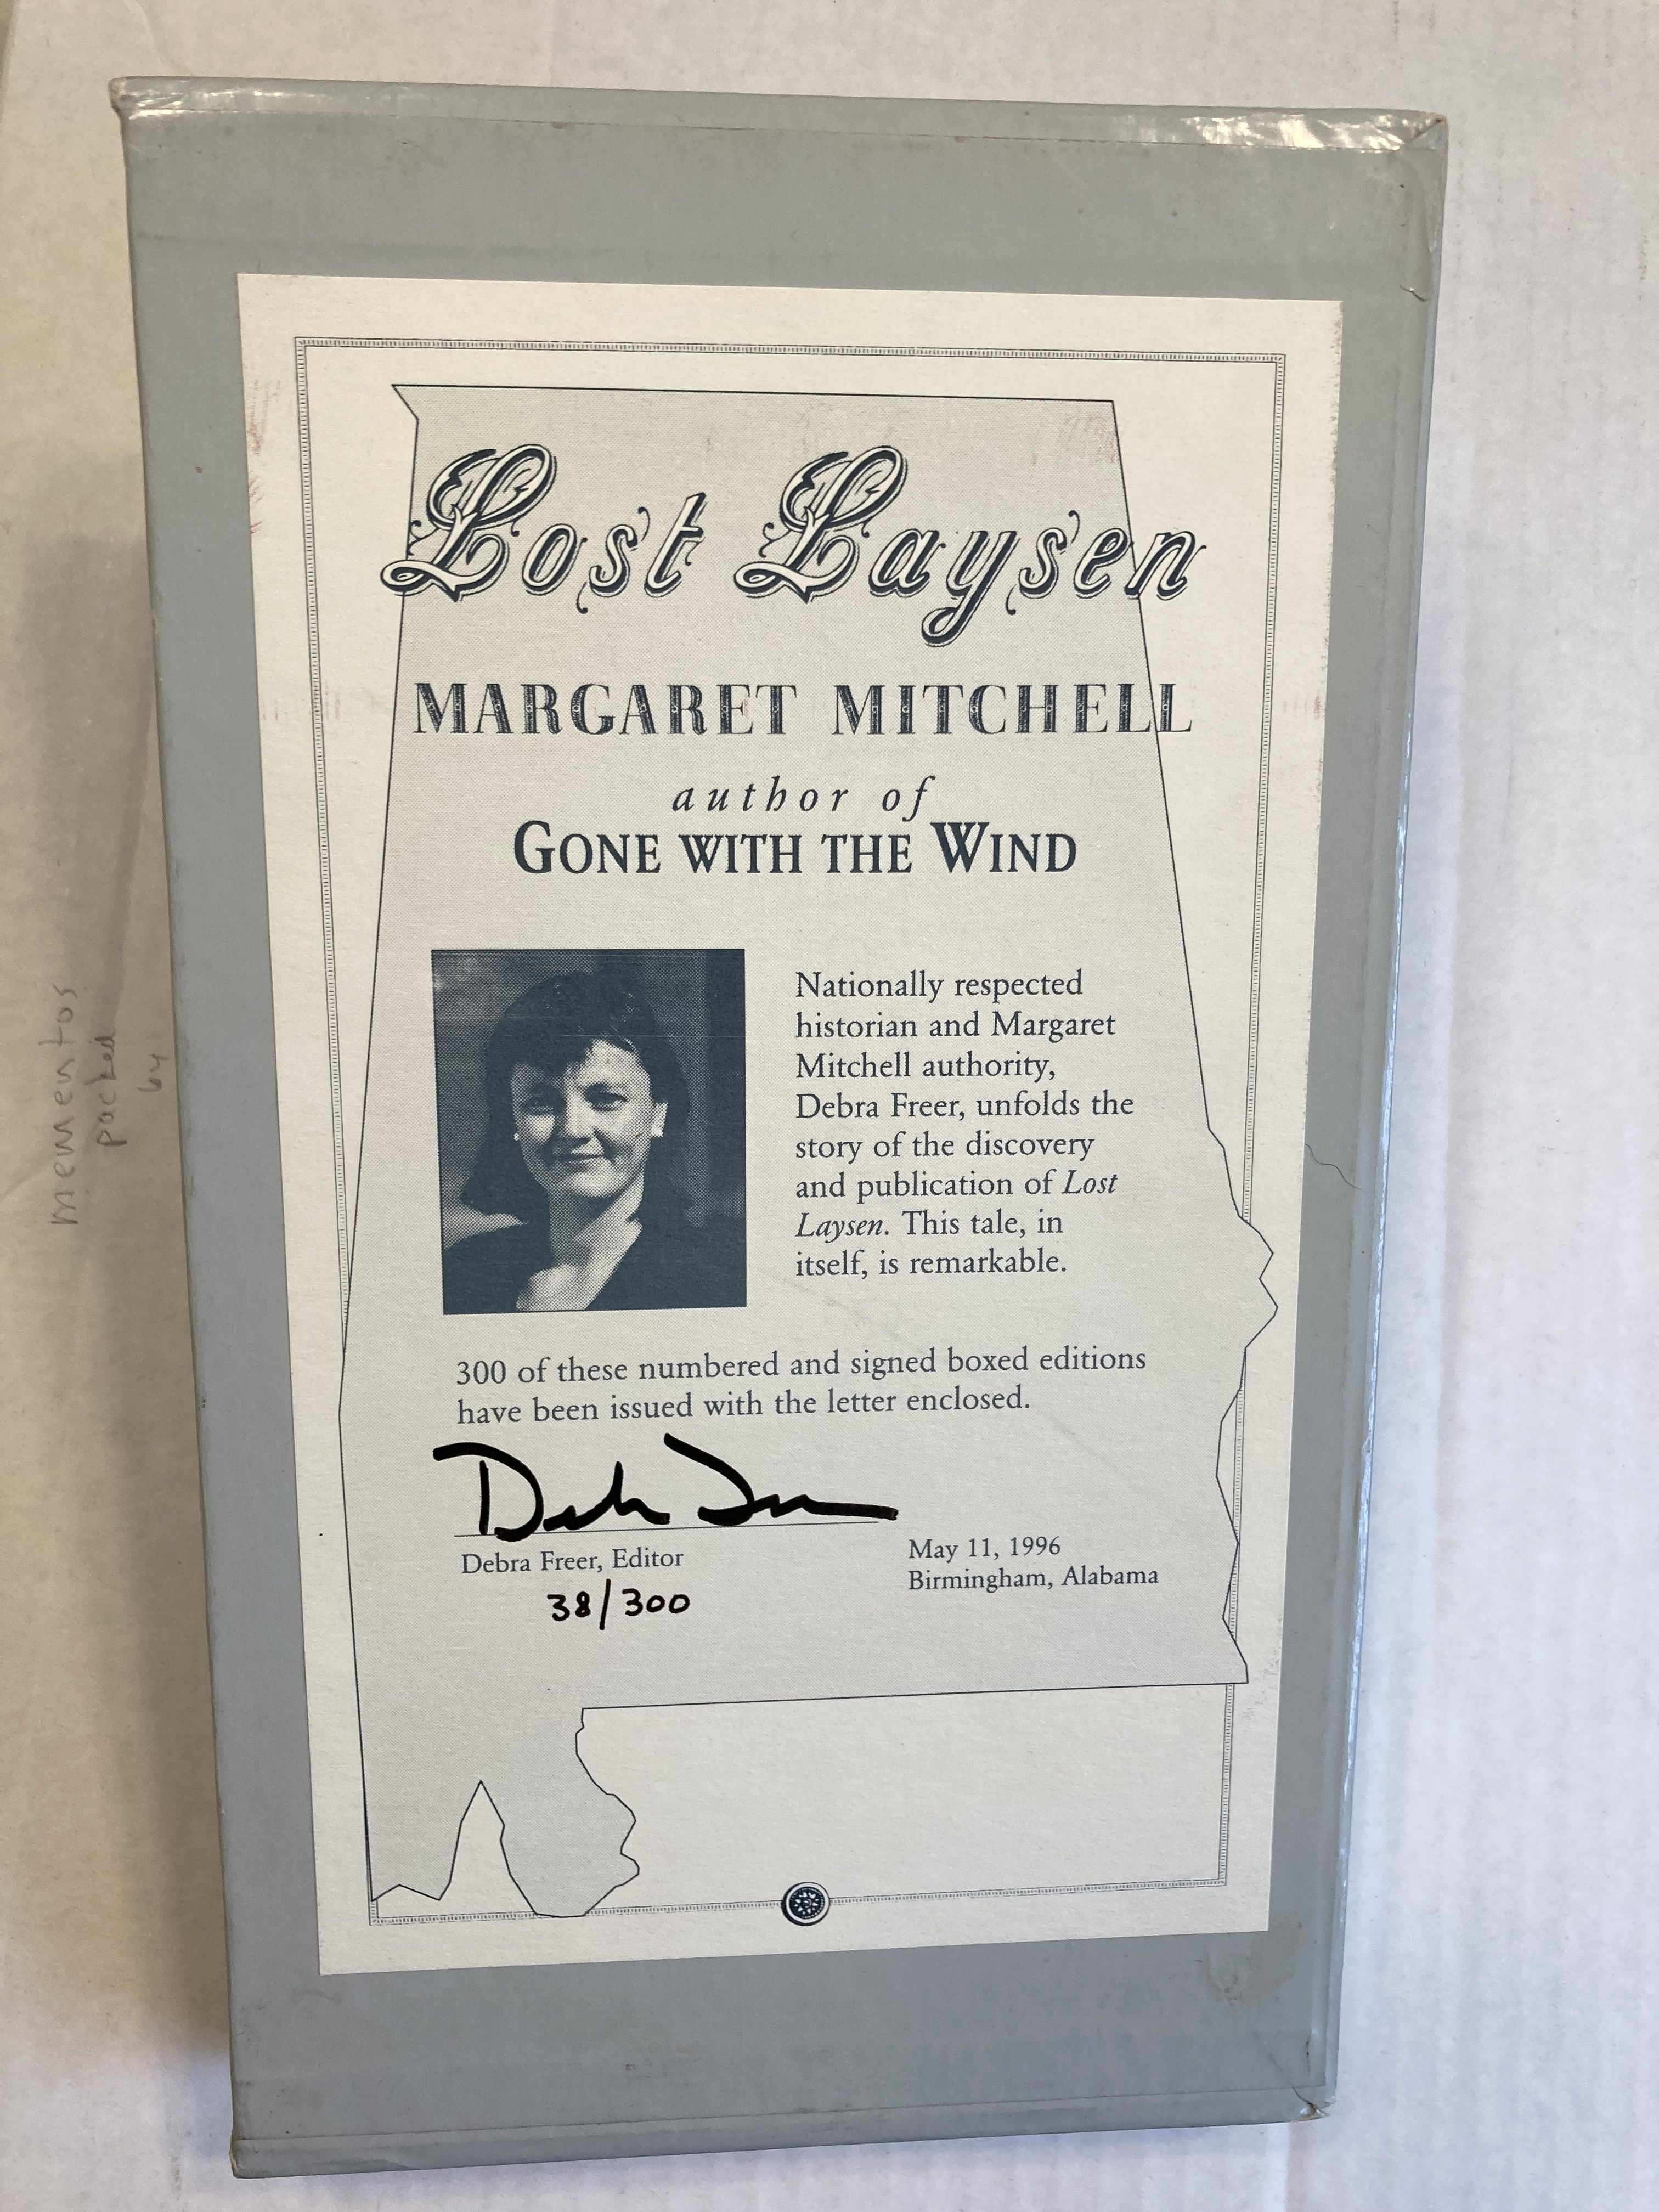 Lost Laysen
MARGARET MITCHELL
author of
GONE WITH THE WIND
Nationally respected
historian and Margaret
Mitchell authority,
Debra Freer, unfolds the
story of the discovery
and publication of Lost
Laysen. This tale, in
itself, is remarkable.
300 of these numbered and signed boxed editions
have been issued with the letter enclosed.
Debra Freer
Debra Freer, Editor
38/300
May 11, 1996
Birmingham, Alabama
mementos
packed
by